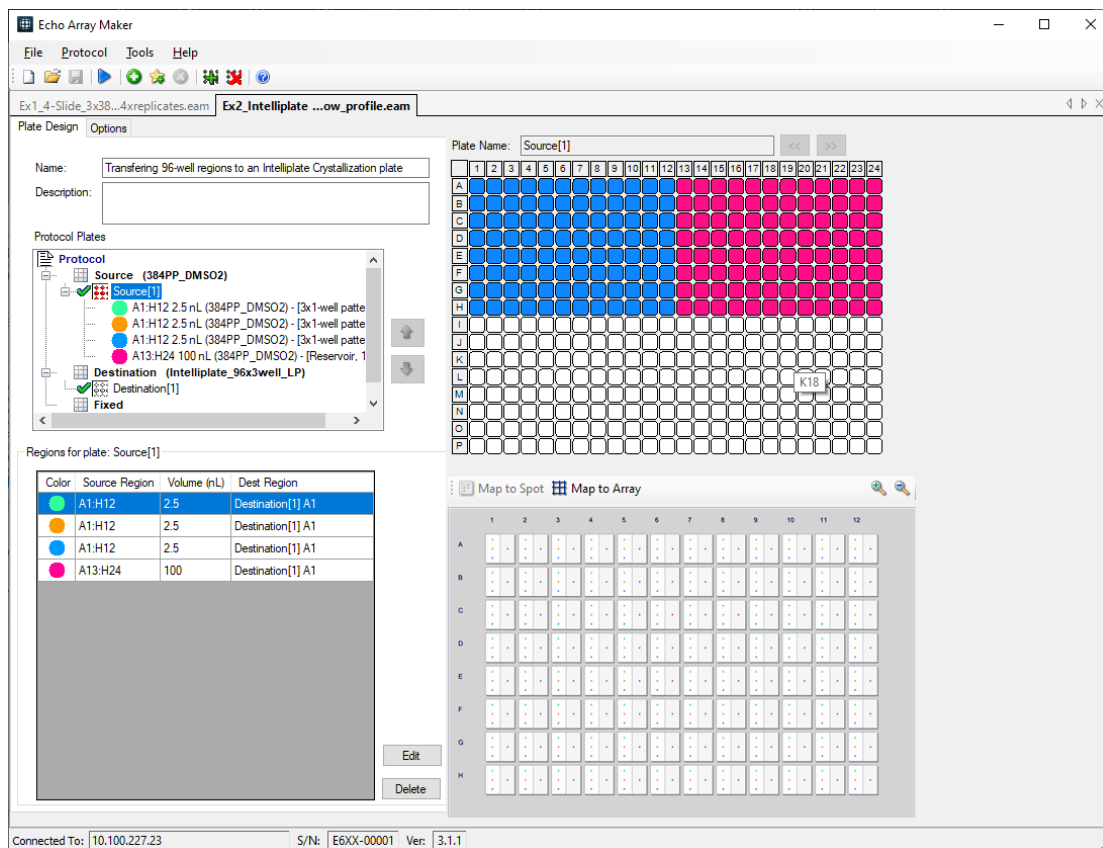 Echo Array Maker
File Protocol Tools Help
Ex1_4-Slide_3x38...4xreplicates.eam Ex2_Intelliplate ...ow_profile.eam
Plate Design Options
Name: Transfering 96-well regions to an Intelliplate Crystallization plate
Description:
Protocol Plates
Protocol
Source (384PP_DMSO2)
Source[1]
A1:H12 2.5 nL (384PP_DMSO2) - [3x1-well patte
A1:H12 2.5 nL (384PP_DMSO2) - [3x1-well patte
A1:H12 2.5 nL (384PP_DMSO2) - [3x1-well patte
A13:H24 100 nL (384PP_DMSO2) - [Reservoir, 1
Destination (Intelliplate_96x3well_LP)
Destination[1]
Fixed
Regions for plate: Source[1]
Color Source Region Volume (nL) Dest Region
A1:H12 2.5 Destination[1] A1
A1:H12 2.5 Destination[1] A1
A1:H12 2.5 Destination[1] A1
A13:H24 100 Destination[1] A1
Edit
Delete
Plate Name: Source[1] << >>
1 2 3 4 5 6 7 8 9 10 11 12 13 14 15 16 17 18 19 20 21 22 23 24
A
B
C
D
E
F
G
H
I
J
K
L
K18
M
N
O
P
Map to Spot Map to Array
1 2 3 4 5 6 7 8 9 10 11 12
A
B
C
D
E
F
G
H
Connected To: 10.100.227.23 S/N: E6XX-00001 Ver: 3.1.1